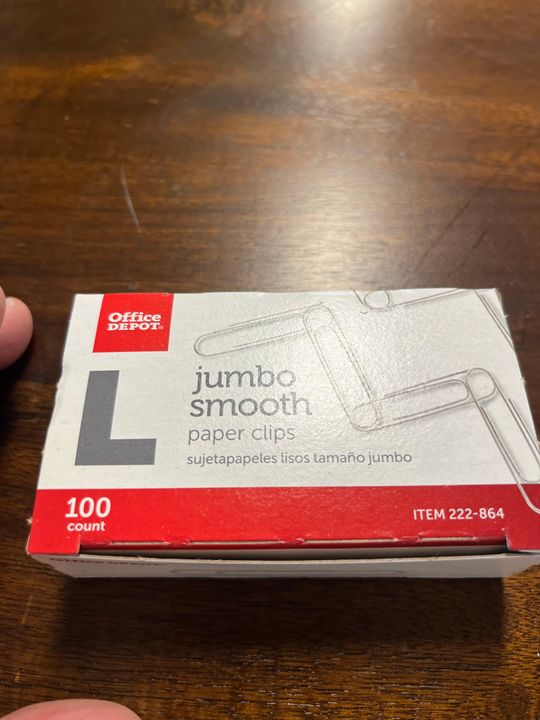 Office
DEPOT®
L
jumbo
smooth
paper clips
sujetapapeles lisos tamaño jumbo
100
count
ITEM 222-864